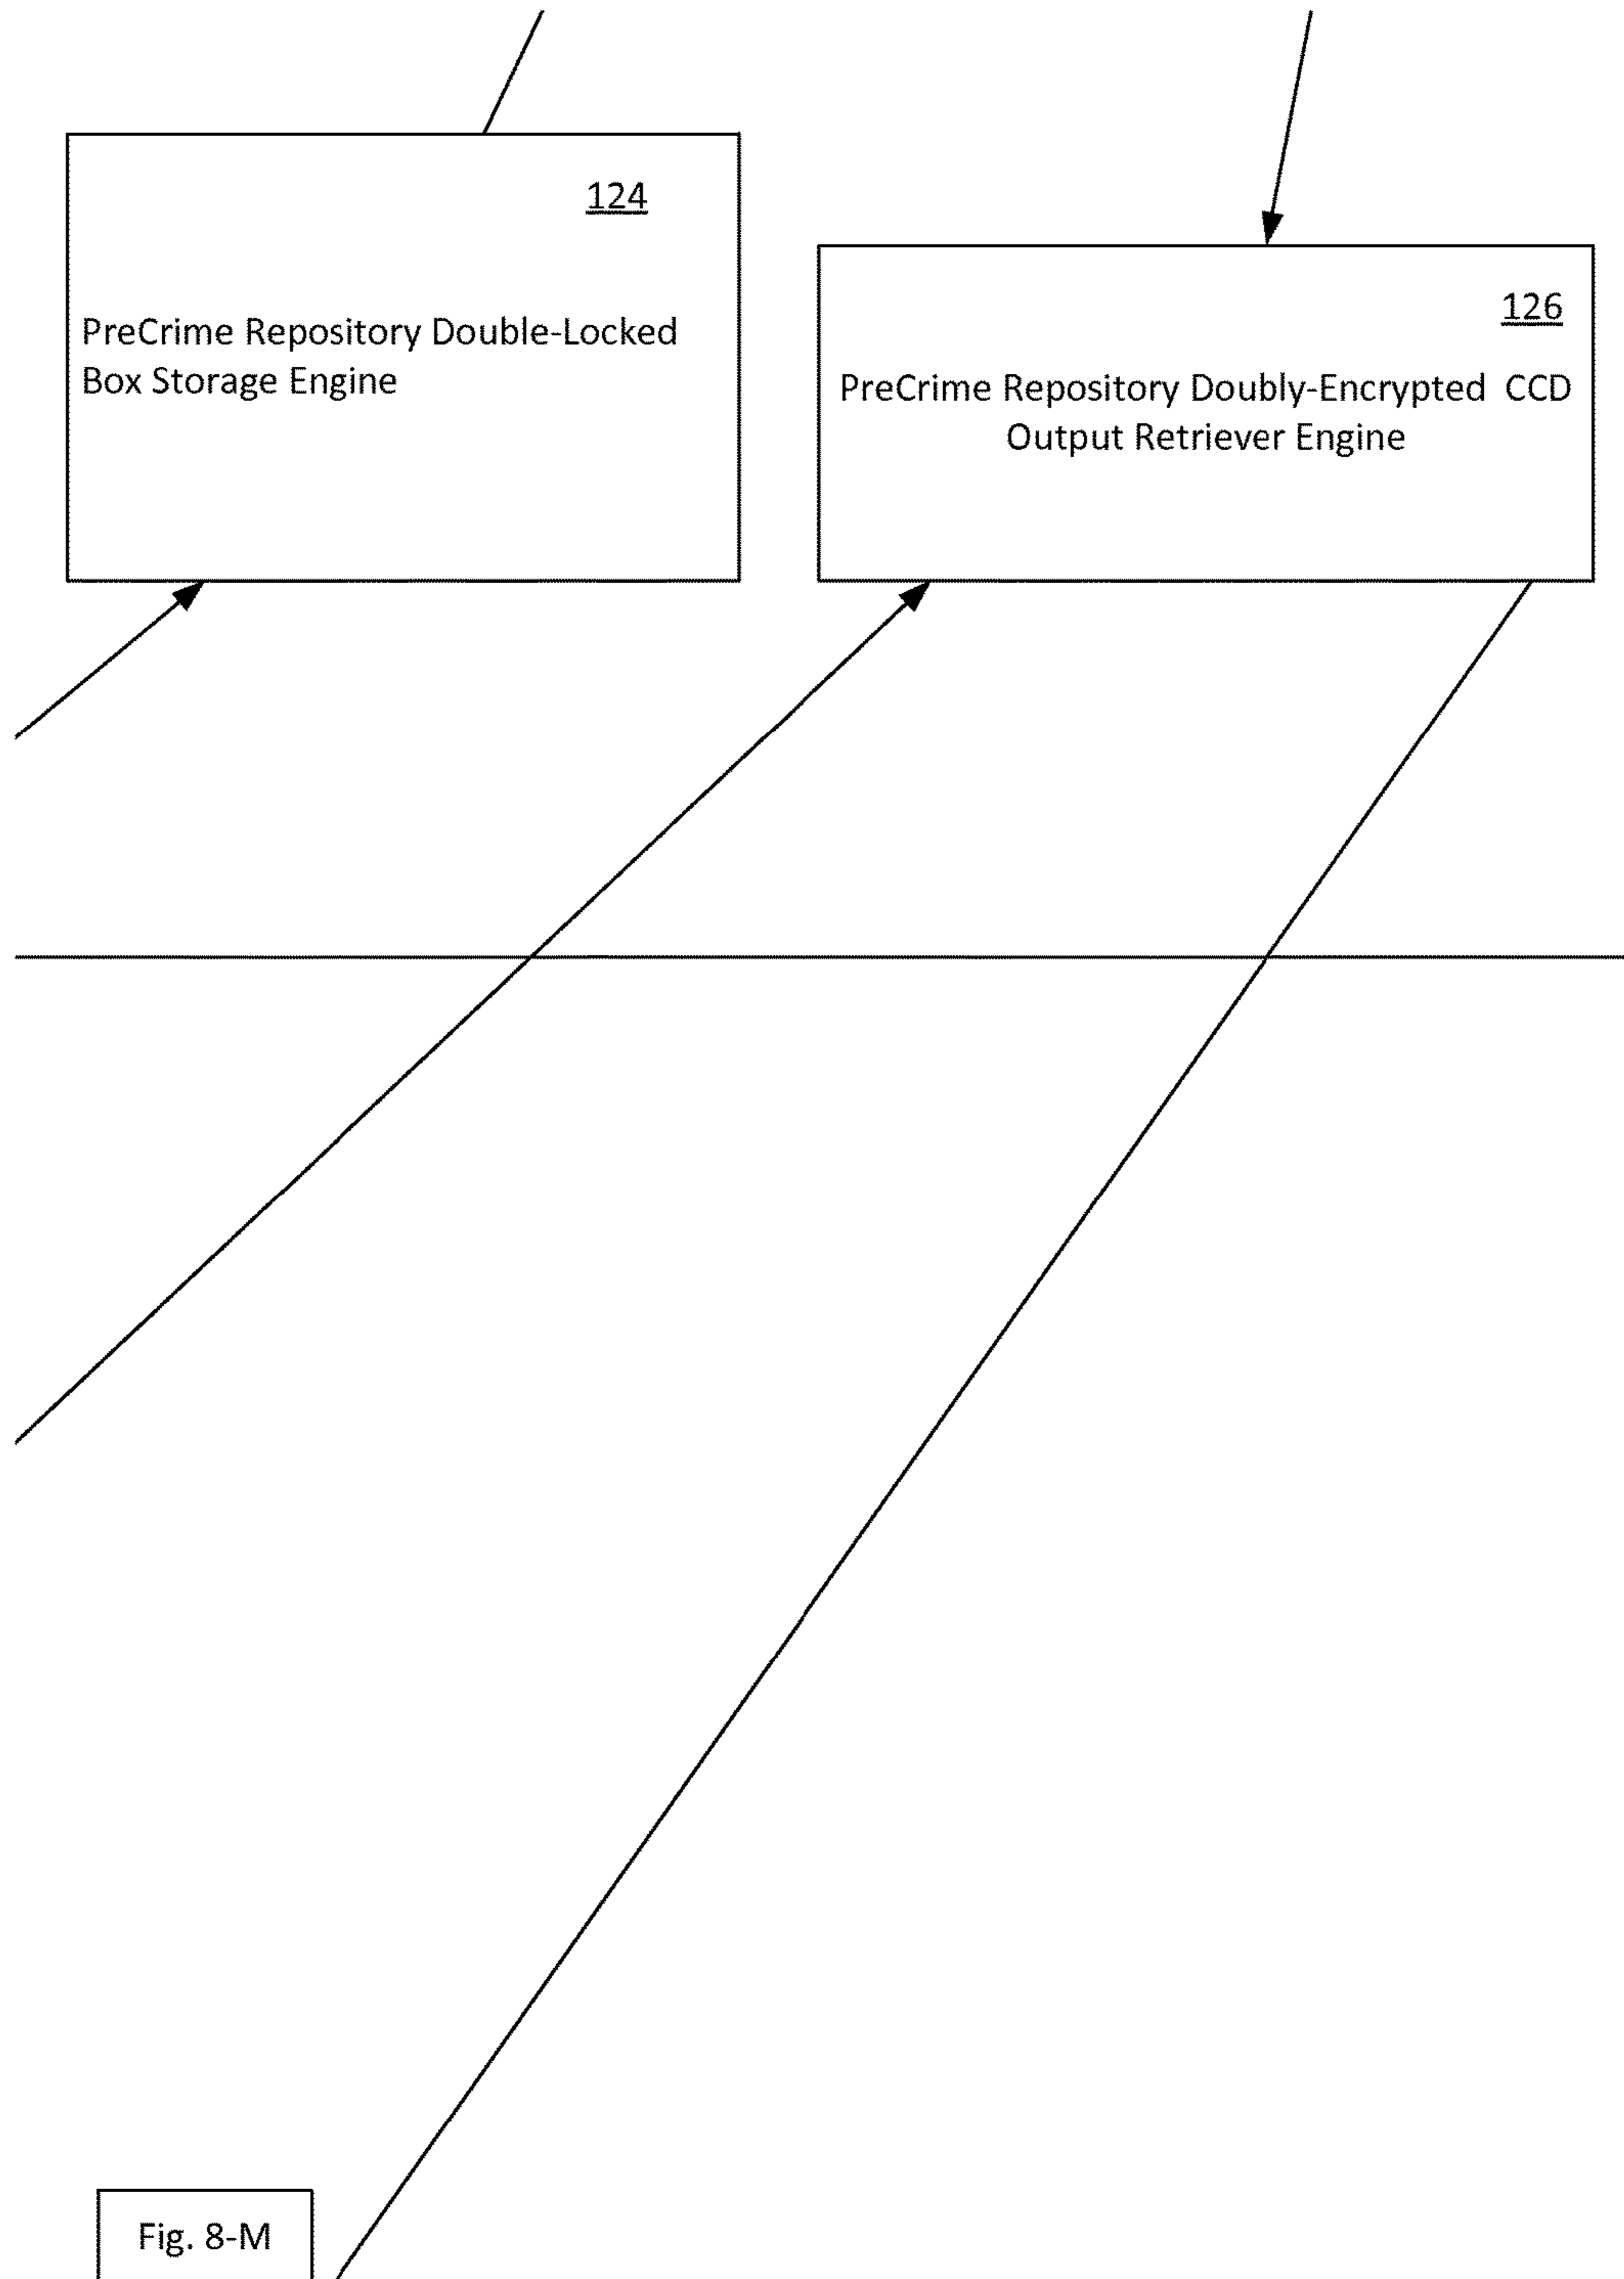 124
PreCrime Repository Double-Locked
Box Storage Engine
126
PreCrime Repository Doubly-Encrypted CCD
Output Retriever Engine
Fig. 8-M